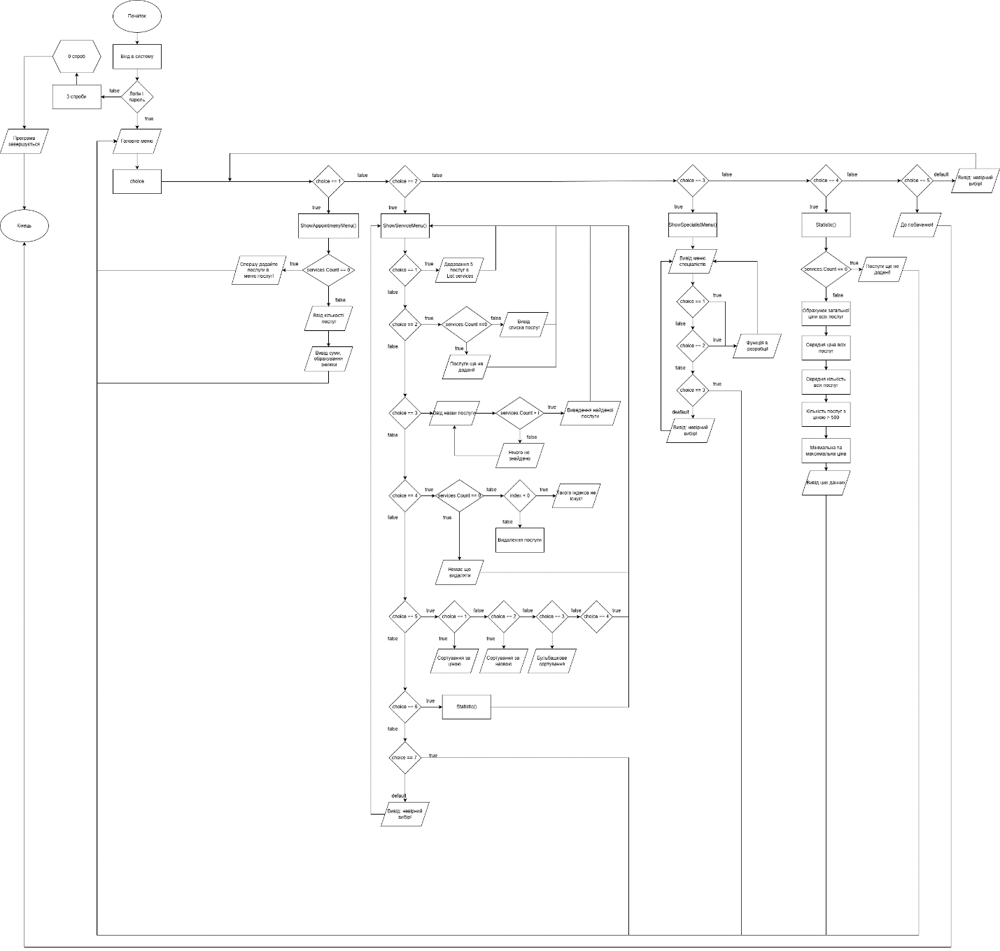 Початок
0 спроб
Вхід в систему
3 спроби
false
Логін і
пароль
true
Програма
завершується
Головне меню
choice
choice == 1
false
choice == 2
false
choice == 3
false
choice == 4
false
choice == 5
default
Вивід: невірний
вибір!
Кінець
true
ShowAppointmenyMenu()
true
ShowServiceMenu()
true
ShowSpecialistMenu()
true
Statistic()
До побачення!
Спершу додайте
послуги в
меню послуг!
true
services.Count == 0
false
Ввід кількості
послуг
Вивід суми,
обрахування
знижки
choice == 1
true
Додавання 5
послуг в
List services
false
choice == 2
true
services.Count ==0
false
Вивід
списка послуг
true
Послуги ще не
додані!
false
choice == 3
Ввід назви послуги
services.Count > i
true
Виведення найденої
послуги
false
Нічого не
знайдено
false
choice == 4
true
services.Count == 0
false
index < 0
true
Такого індекса не
існує!
false
Видалення послуги
true
Немає що
видаляти
false
choice == 5
true
choice == 1
false
choice == 2
false
choice == 3
false
choice == 4
true
true
Сортування за
ціною
true
Сортування за
назвою
Бульбашкове
сортування
false
choice == 6
true
Statistic()
false
choice == 7
true
default
Вивід: невірний
вибір!
Вивід меню
спеціалістів
choice == 1
true
false
choice == 2
true
Функція в
розробці!
false
choice == 3
true
deafault
Вивід: невірний
вибір!
services.Count == 0
true
Послуги ще не
додані!
false
Обрахунок загальної
ціни всіх послуг
Середня ціна всіх
послуг
Середня кількість
всіх послуг
Кількість послуг з
ціною > 500
Мінімальна та
максимальна ціна
Вивід цих данних